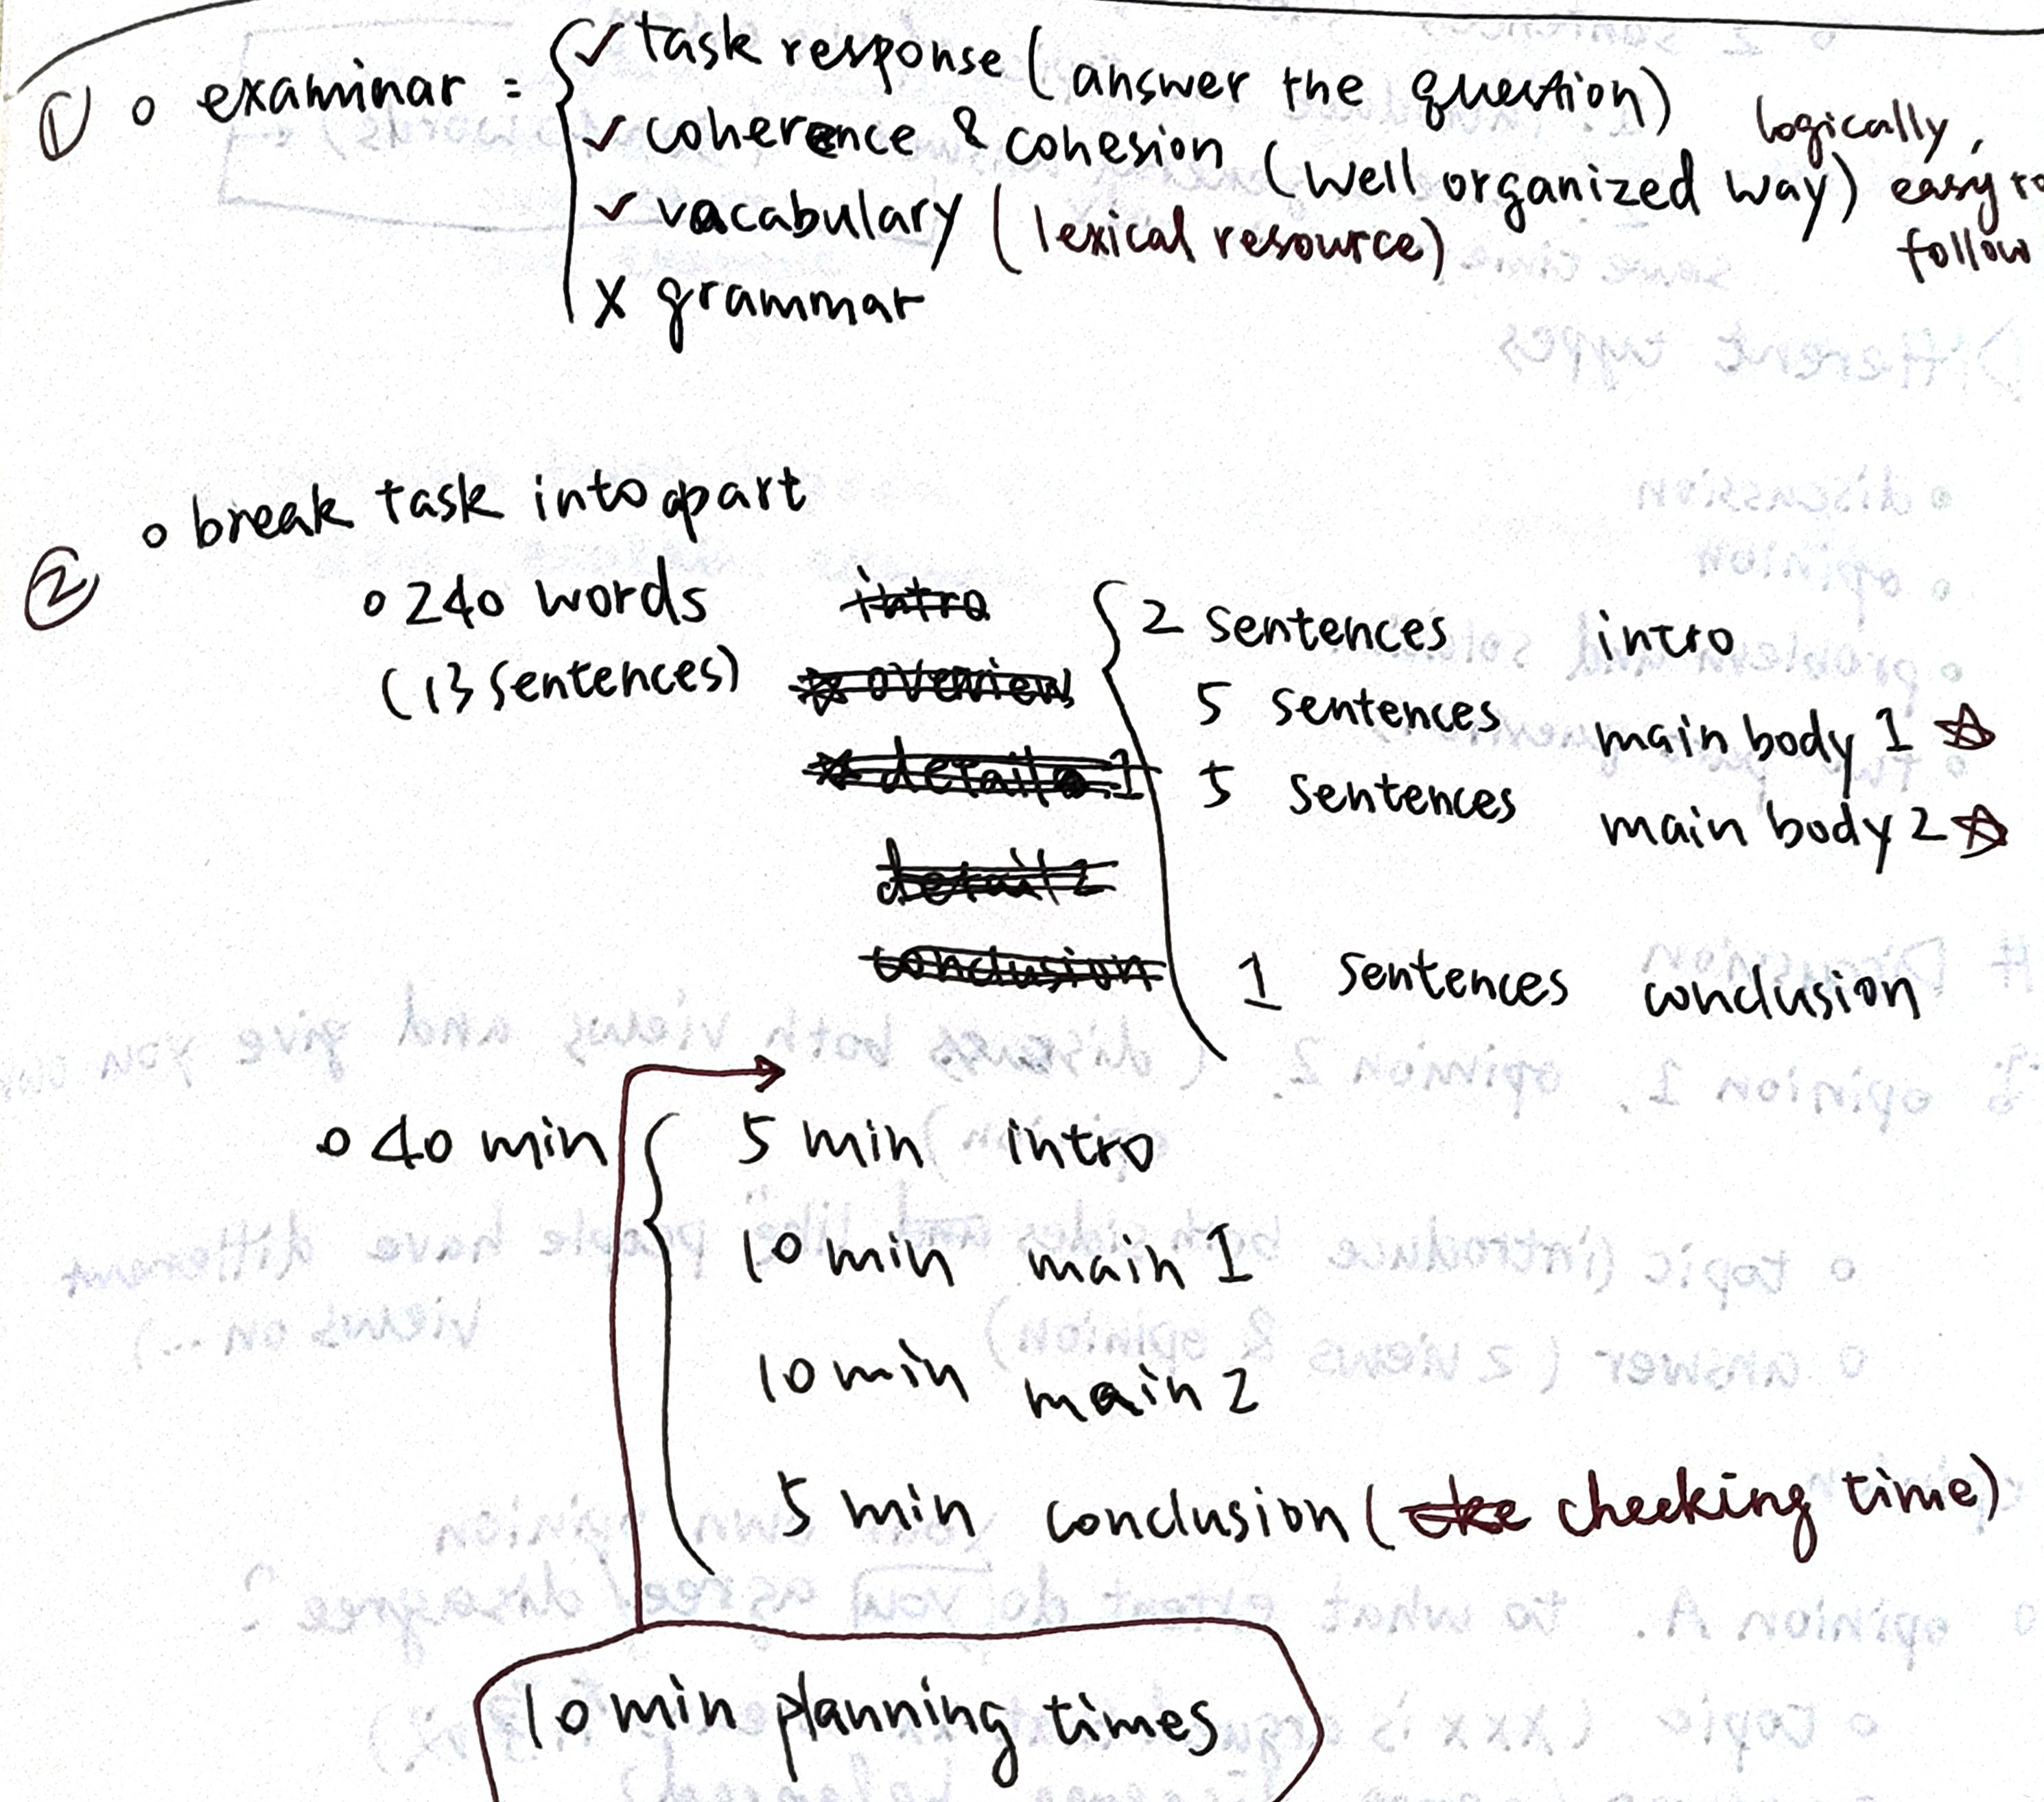 ① o examinar = ✓ task response (answer the question)
✓ coherence & cohesion (well organized way) logically, easy to follow
✓ vocabulary (lexical resource)
X grammar
② o break task into apart
o 240 words intro 2 sentences intro
(13 sentences) overview 5 sentences main body 1 ☆
detail 1 5 sentences main body 2 ☆
detail 2
conclusion 1 sentences conclusion
o 40 min 5 min intro
10 min main 1
10 min main 2
5 min conclusion (checking time)
10 min planning times